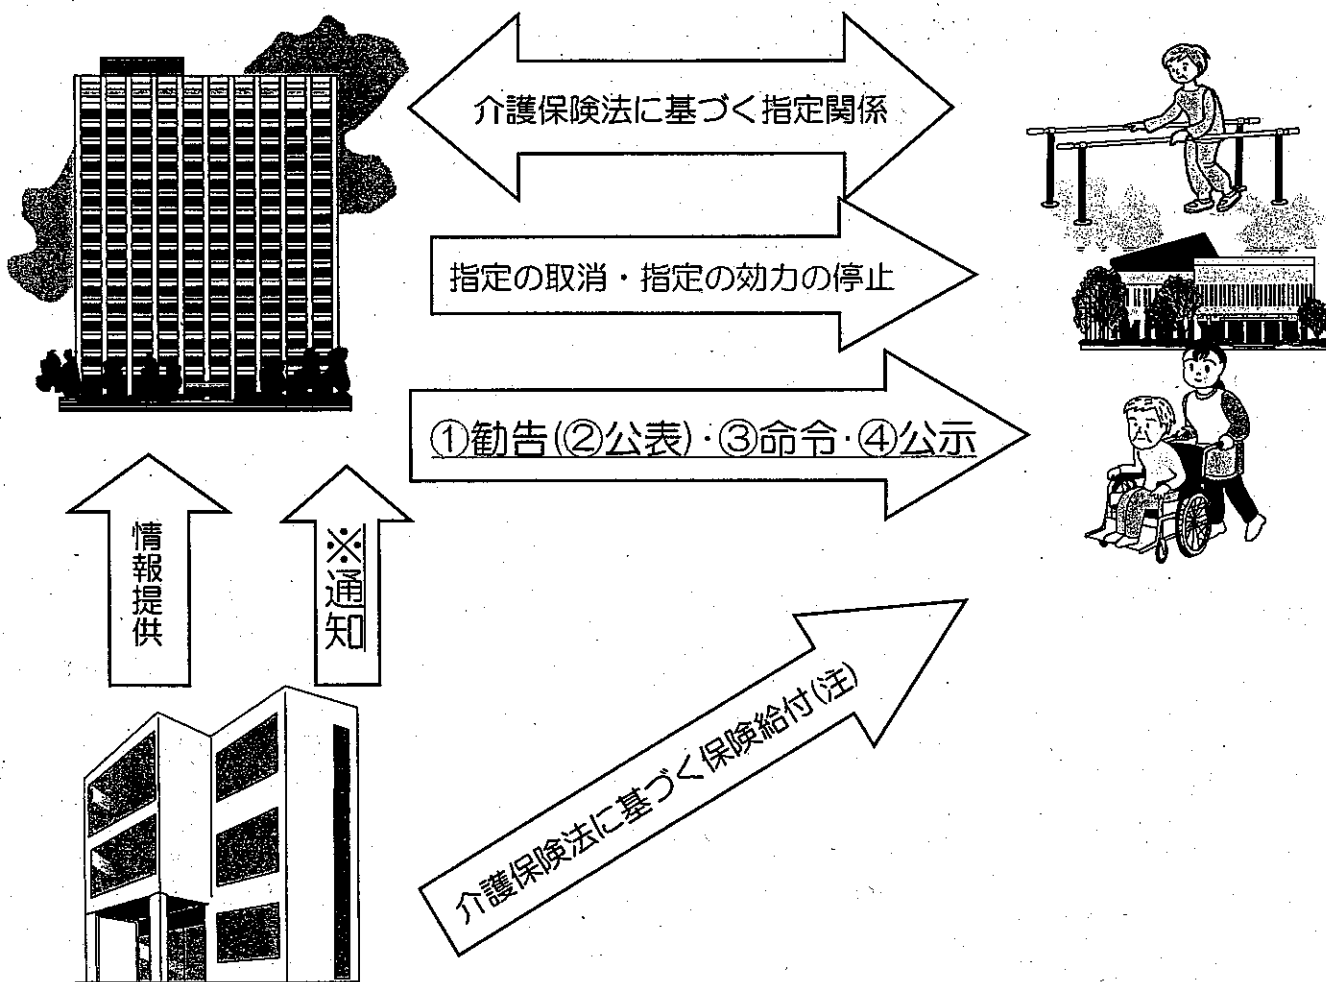 介護保険法に基づく指定関係
指定の取消・指定の効力の停止
①勧告(②公表)・③命令・④公示
情報提供
※通知
介護保険法に基づく保険給付(注)